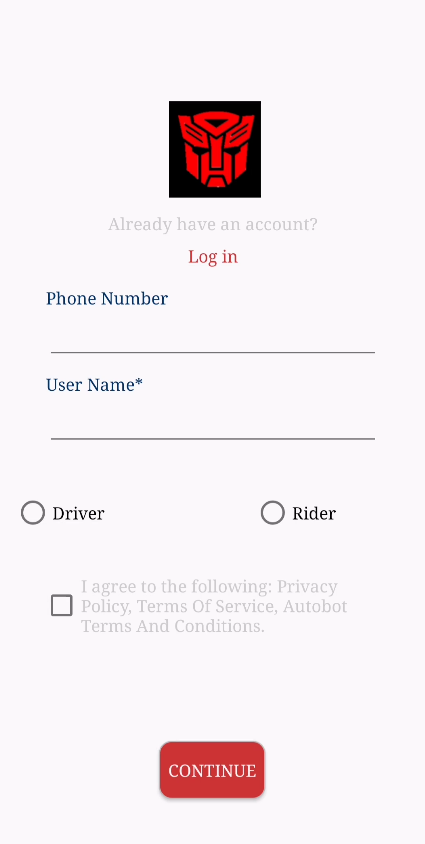 Already have an account?
Log in
Phone Number
User Name*
Driver
Rider
I agree to the following: Privacy
Policy, Terms Of Service, Autobot
Terms And Conditions.
CONTINUE